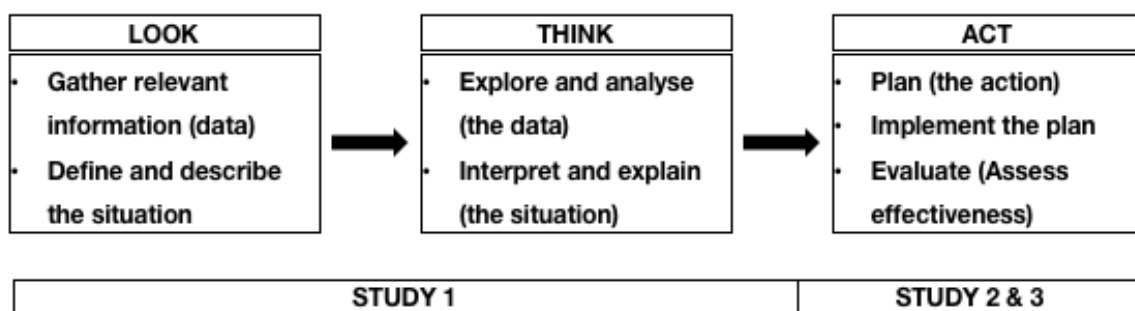 LOOK
• Gather relevant
information (data)
• Define and describe
the situation
THINK
• Explore and analyse
(the data)
• Interpret and explain
(the situation)
ACT
• Plan (the action)
• Implement the plan
• Evaluate (Assess
effectiveness)
STUDY 1
STUDY 2 & 3